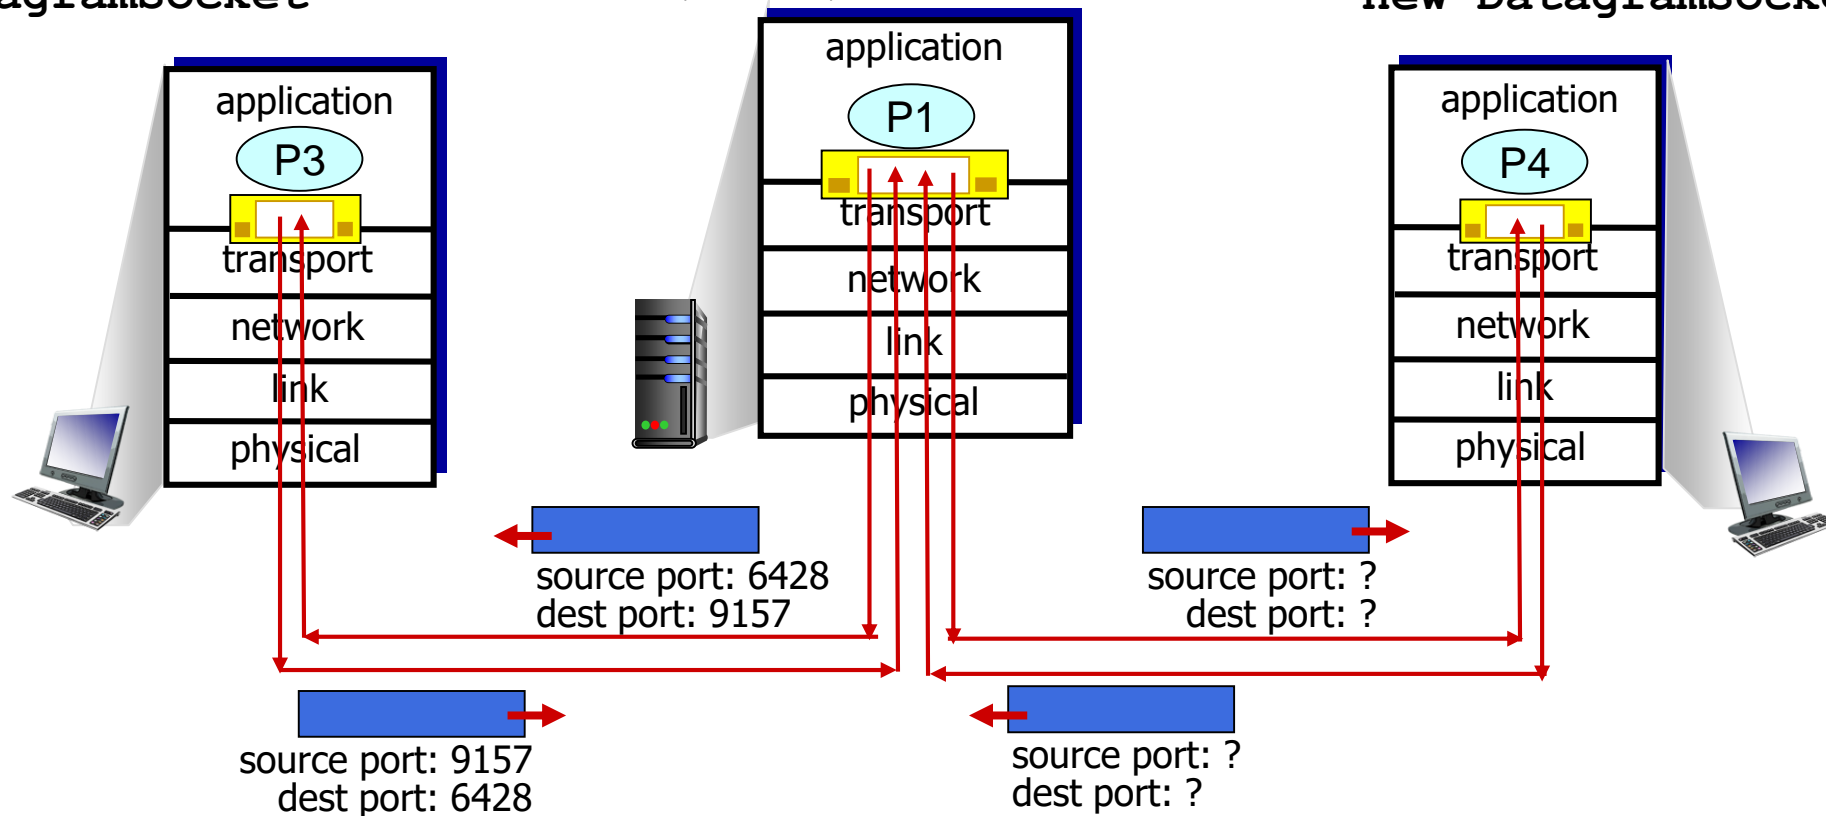 application
P3
transport
network
link
physical
application
P1
transport
network
link
physical
application
P4
transport
network
link
physical
source port: 6428
dest port: 9157
source port: ?
dest port: ?
source port: 9157
dest port: 6428
source port: ?
dest port: ?